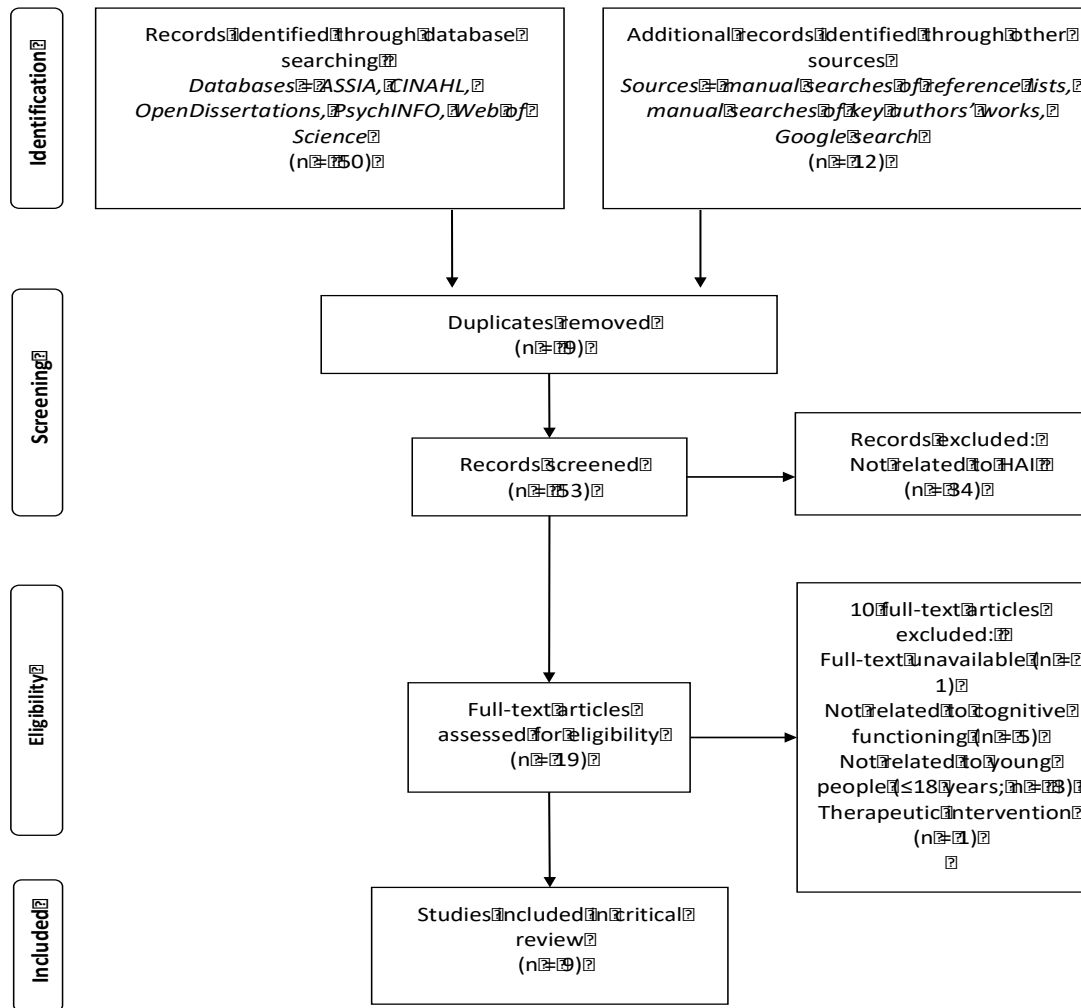 Identification
Records identified through database
searching
Databases = ASSIA, CINAHL,
OpenDissertations, PsychINFO, Web of
Science
(n = 50)
Additional records identified through other
sources
Sources = manual searches of reference lists,
manual searches of key authors' works,
Google search
(n = 12)
Screening
Duplicates removed
(n = 9)
Records screened
(n = 53)
Records excluded:
Not related to HAI
(n = 34)
Eligibility
Full-text articles
assessed for eligibility
(n = 19)
10 full-text articles
excluded:
Full-text unavailable (n =
1)
Not related to cognitive
functioning (n = 5)
Not related to young
people (≤18 years; n = 3)
Therapeutic intervention
(n = 1)
Included
Studies included in critical
review
(n = 9)